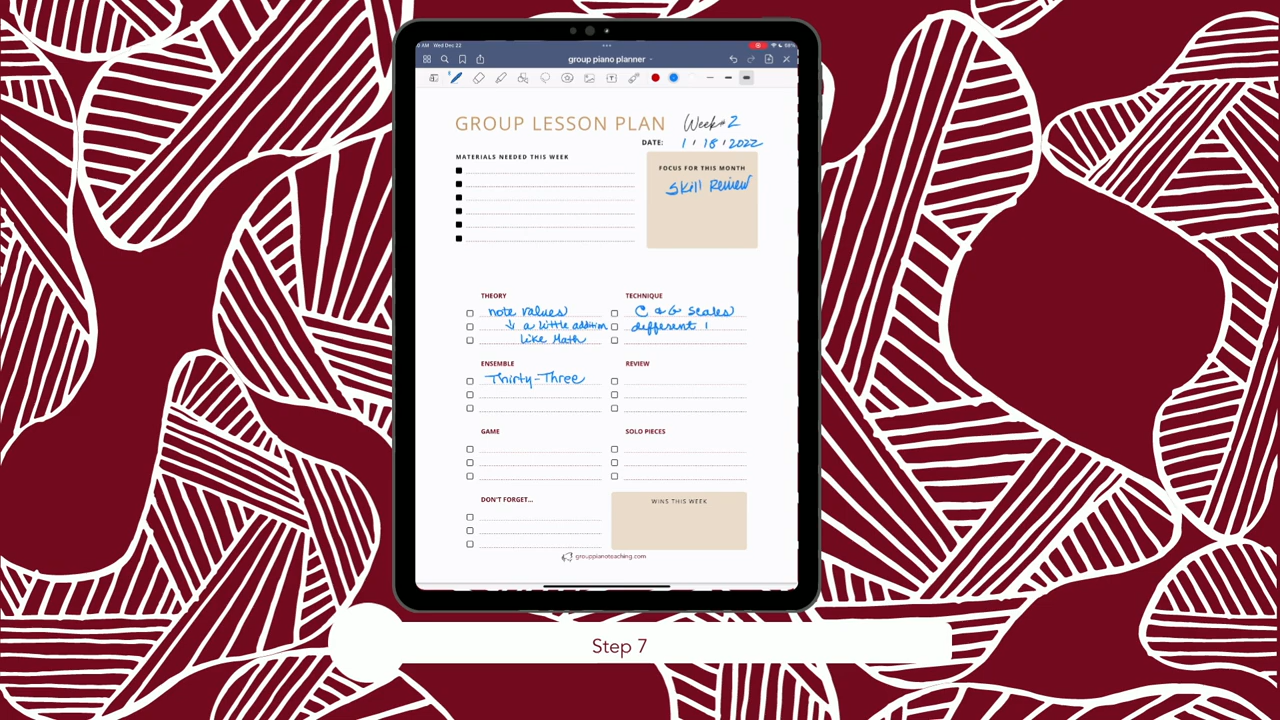 AM Wed Dec 22
group piano planner
GROUP LESSON PLAN Week # 2
DATE: 1 / 18 / 2022
MATERIALS NEEDED THIS WEEK
FOCUS FOR THIS MONTH
Skill Review
THEORY
note values
↳ a little addition
like Math
TECHNIQUE
C & G scales
different
ENSEMBLE
Thirty-Three
REVIEW
GAME
SOLO PIECES
DON'T FORGET...
WINS THIS WEEK
grouppianoteaching.com
Step 7